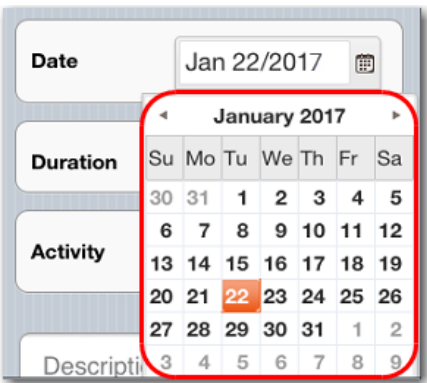 Date Jan 22/2017
January 2017
Duration
Su Mo Tu We Th Fr Sa
30 31 1 2 3 4 5
Activity
6 7 8 9 10 11 12
13 14 15 16 17 18 19
20 21 22 23 24 25 26
27 28 29 30 31 1 2
Descripti
3 4 5 6 7 8 9